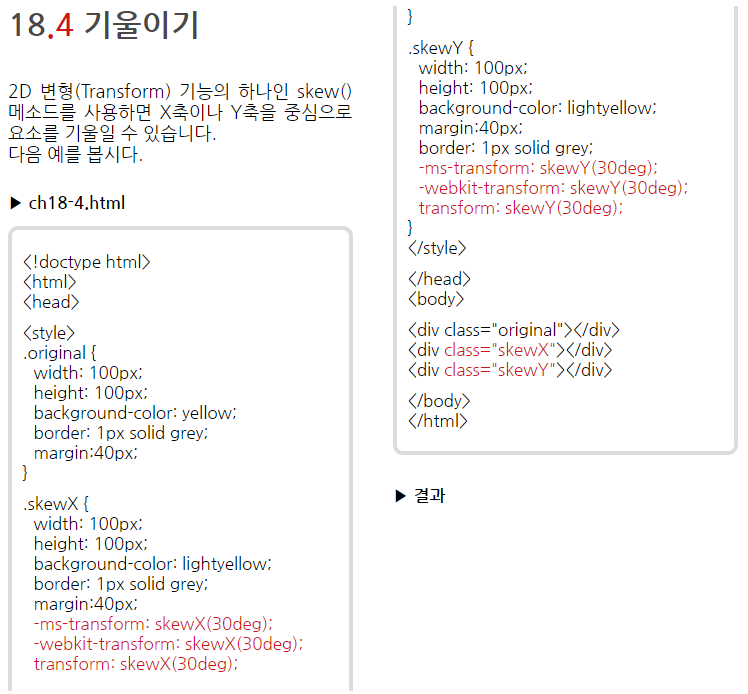 18.4 기울이기
2D 변형(Transform) 기능의 하나인 skew()
메소드를 사용하면 X축이나 Y축을 중심으로
요소를 기울일 수 있습니다.
다음 예를 봅시다.
▶ ch18-4.html
<!doctype html>
<html>
<head>
<style>
.original {
width: 100px;
height: 100px;
background-color: yellow;
border: 1px solid grey;
margin:40px;
}
.skewX {
width: 100px;
height: 100px;
background-color: lightyellow;
border: 1px solid grey;
margin:40px;
-ms-transform: skewX(30deg);
-webkit-transform: skewX(30deg);
transform: skewX(30deg);
}
.skewY {
width: 100px;
height: 100px;
background-color: lightyellow;
margin:40px;
border: 1px solid grey;
-ms-transform: skewY(30deg);
-webkit-transform: skewY(30deg);
transform: skewY(30deg);
}
</style>
</head>
<body>
<div class="original"></div>
<div class="skewX"></div>
<div class="skewY"></div>
</body>
</html>
▶ 결과